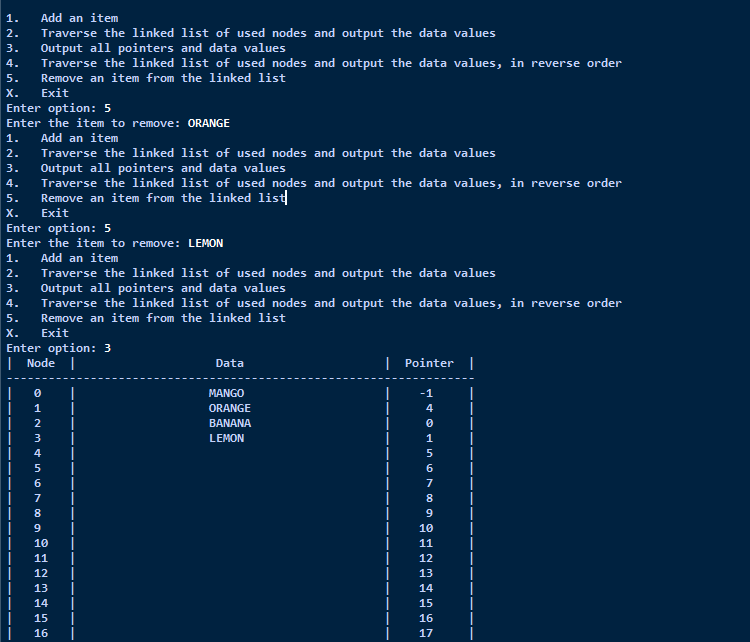 1.   Add an item
2.   Traverse the linked list of used nodes and output the data values
3.   Output all pointers and data values
4.   Traverse the linked list of used nodes and output the data values, in reverse order
5.   Remove an item from the linked list
X.   Exit
Enter option: 5
Enter the item to remove: ORANGE
1.   Add an item
2.   Traverse the linked list of used nodes and output the data values
3.   Output all pointers and data values
4.   Traverse the linked list of used nodes and output the data values, in reverse order
5.   Remove an item from the linked list
X.   Exit
Enter option: 5
Enter the item to remove: LEMON
1.   Add an item
2.   Traverse the linked list of used nodes and output the data values
3.   Output all pointers and data values
4.   Traverse the linked list of used nodes and output the data values, in reverse order
5.   Remove an item from the linked list
X.   Exit
Enter option: 3
|  Node  |                    Data                    |  Pointer  |
-------------------------------------------------------------------
|   0    |                   MANGO                    |    -1     |
|   1    |                   ORANGE                   |     4     |
|   2    |                   BANANA                   |     0     |
|   3    |                   LEMON                    |     1     |
|   4    |                                            |     5     |
|   5    |                                            |     6     |
|   6    |                                            |     7     |
|   7    |                                            |     8     |
|   8    |                                            |     9     |
|   9    |                                            |    10     |
|   10   |                                            |    11     |
|   11   |                                            |    12     |
|   12   |                                            |    13     |
|   13   |                                            |    14     |
|   14   |                                            |    15     |
|   15   |                                            |    16     |
|   16   |                                            |    17     |